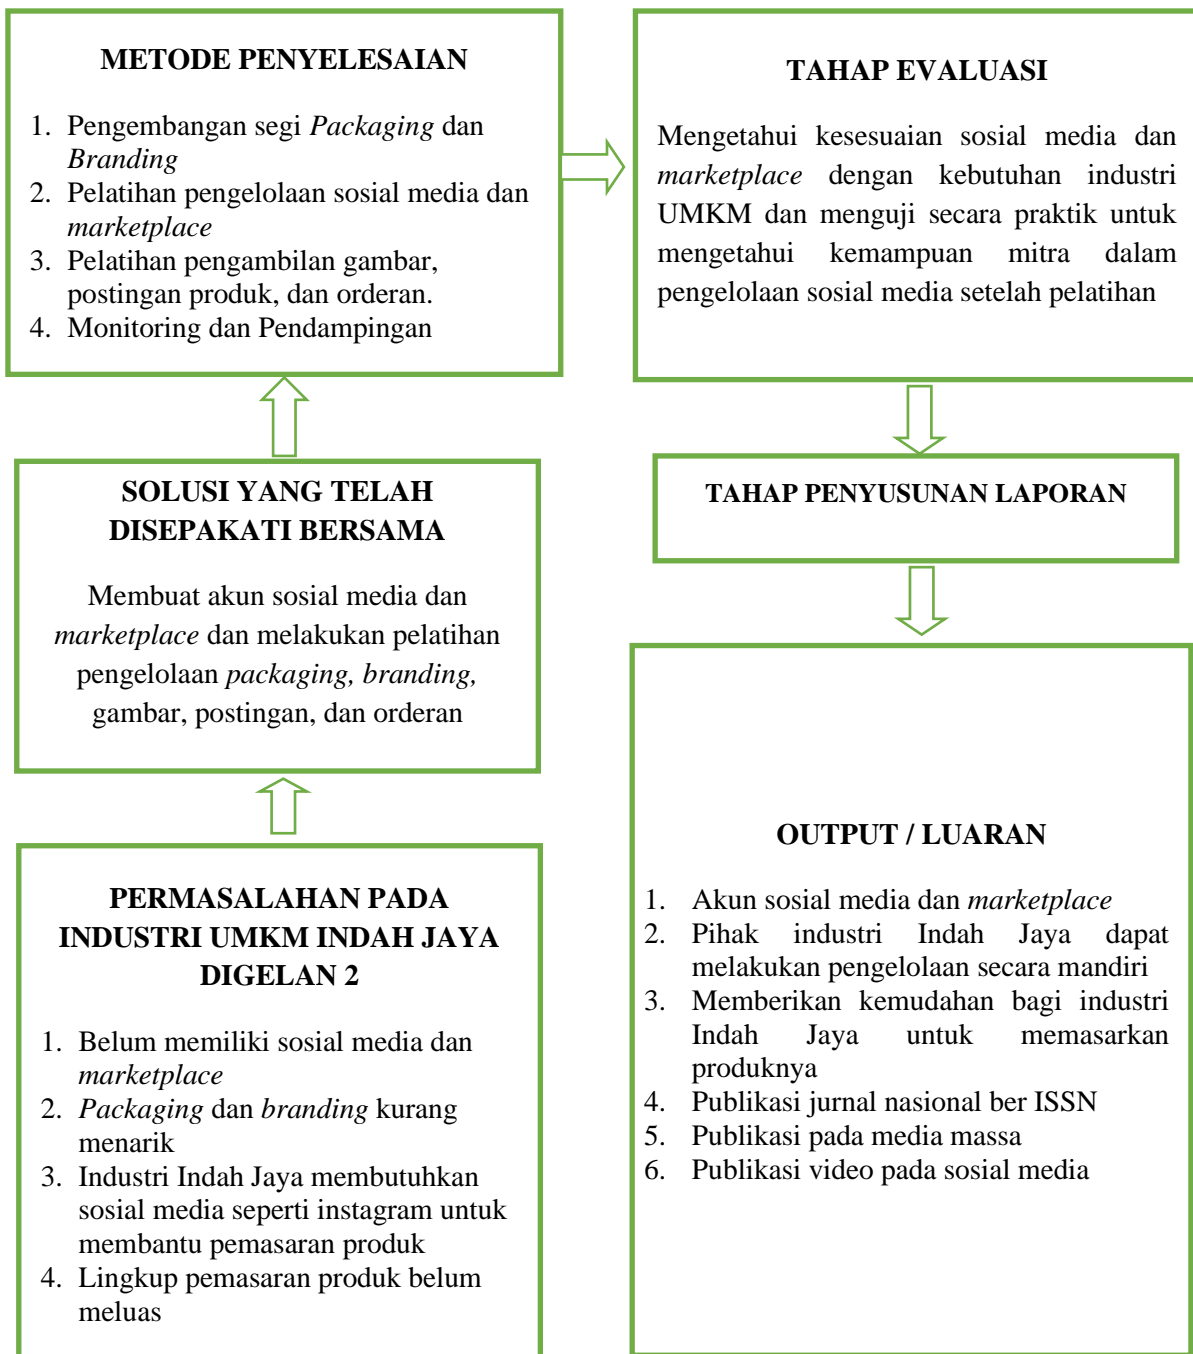 METODE PENYELESAIAN
1. Pengembangan segi Packaging dan
Branding
2. Pelatihan pengelolaan sosial media dan
marketplace
3. Pelatihan pengambilan gambar,
postingan produk, dan orderan.
4. Monitoring dan Pendampingan
TAHAP EVALUASI
Mengetahui kesesuaian sosial media dan
marketplace dengan kebutuhan industri
UMKM dan menguji secara praktik untuk
mengetahui kemampuan mitra dalam
pengelolaan sosial media setelah pelatihan
SOLUSI YANG TELAH
DISEPAKATI BERSAMA
Membuat akun sosial media dan
marketplace dan melakukan pelatihan
pengelolaan packaging, branding,
gambar, postingan, dan orderan
TAHAP PENYUSUNAN LAPORAN
PERMASALAHAN PADA
INDUSTRI UMKM INDAH JAYA
DIGELAN 2
1. Belum memiliki sosial media dan
marketplace
2. Packaging dan branding kurang
menarik
3. Industri Indah Jaya membutuhkan
sosial media seperti instagram untuk
membantu pemasaran produk
4. Lingkup pemasaran produk belum
meluas
OUTPUT / LUARAN
1. Akun sosial media dan marketplace
2. Pihak industri Indah Jaya dapat
melakukan pengelolaan secara mandiri
3. Memberikan kemudahan bagi industri
Indah Jaya untuk memasarkan
produknya
4. Publikasi jurnal nasional ber ISSN
5. Publikasi pada media massa
6. Publikasi video pada sosial media